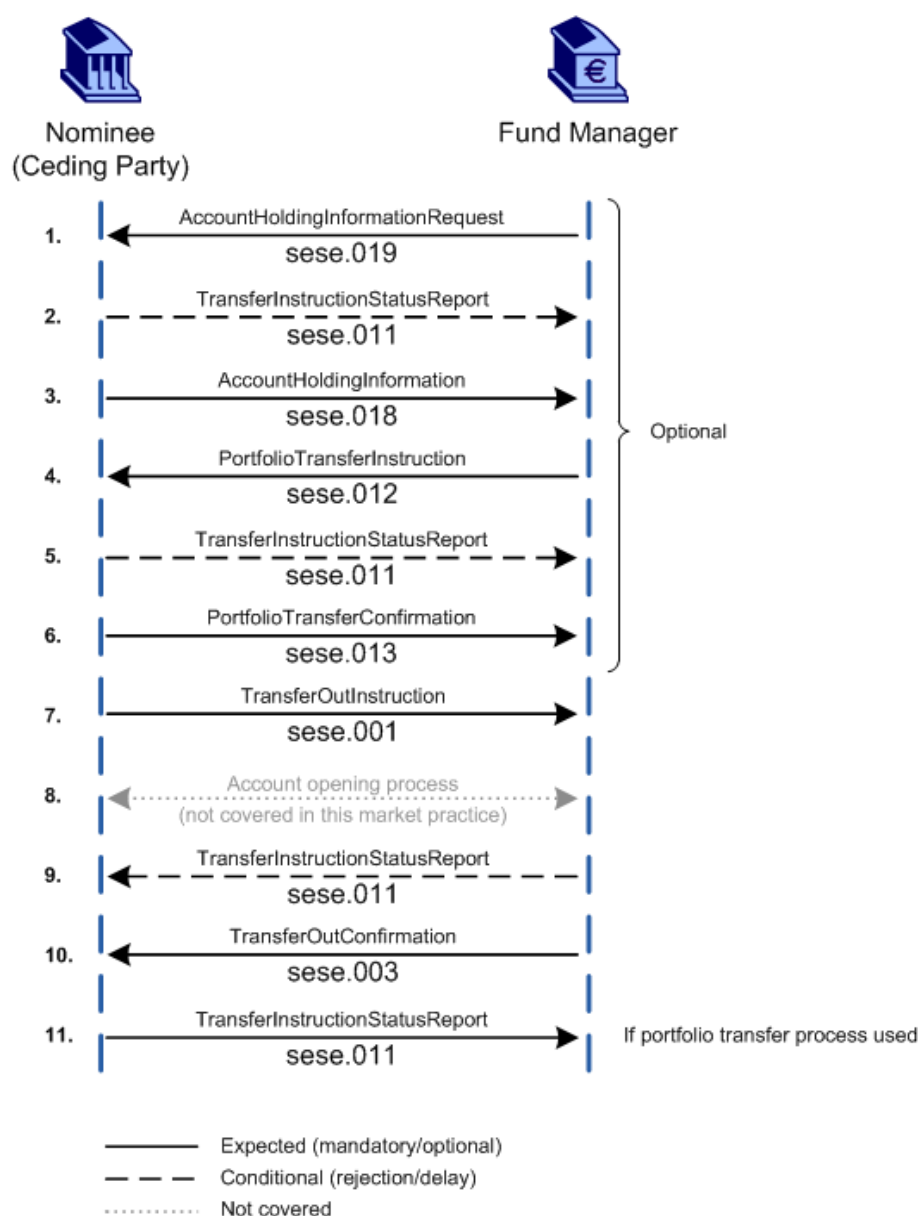 €
Nominee
(Ceding Party)
Fund Manager
1.
AccountHoldingInformationRequest
sese.019
2.
TransferInstructionStatusReport
sese.011
3.
AccountHoldingInformation
sese.018
4.
PortfolioTransferInstruction
sese.012
5.
TransferInstructionStatusReport
sese.011
6.
PortfolioTransferConfirmation
sese.013
Optional
7.
TransferOutInstruction
sese.001
8.
Account opening process
(not covered in this market practice)
9.
TransferInstructionStatusReport
sese.011
10.
TransferOutConfirmation
sese.003
11.
TransferInstructionStatusReport
sese.011
If portfolio transfer process used
Expected (mandatory/optional)
Conditional (rejection/delay)
Not covered